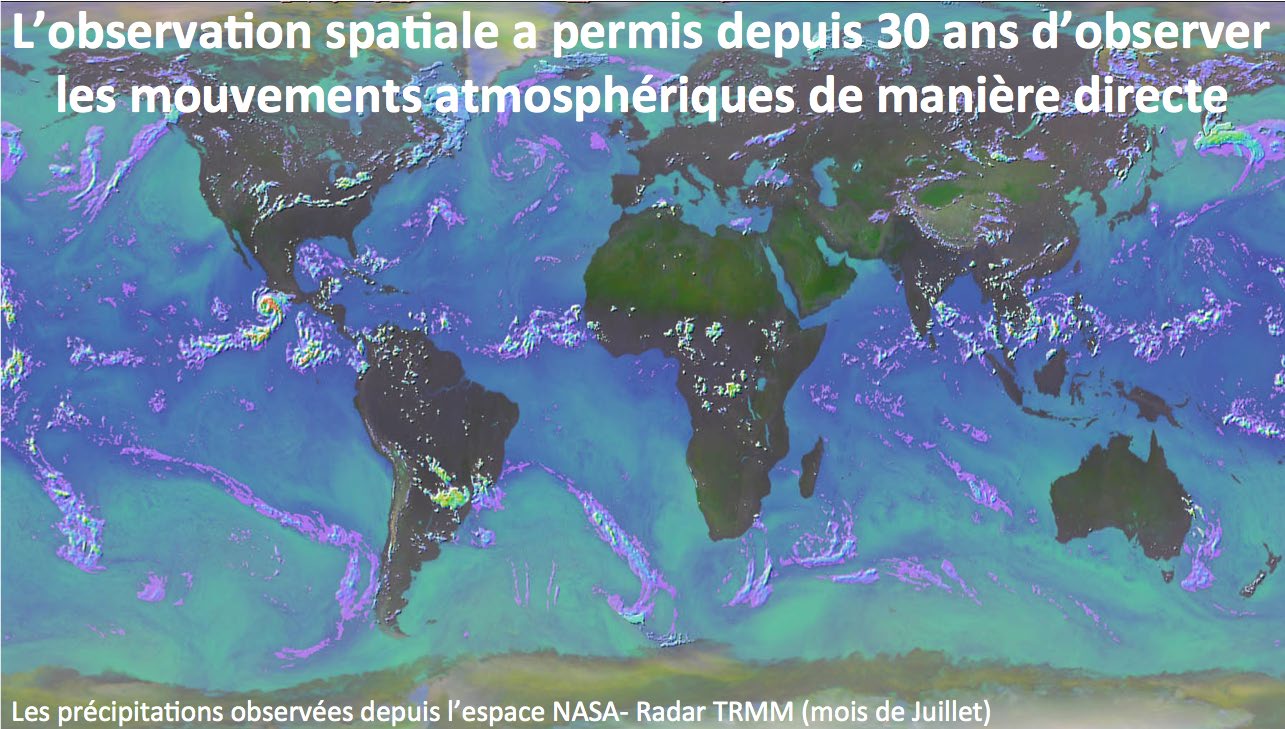 L’observation spatiale a permis depuis 30 ans d’observer
les mouvements atmosphériques de manière directe
Les précipitations observées depuis l’espace NASA- Radar TRMM (mois de Juillet)